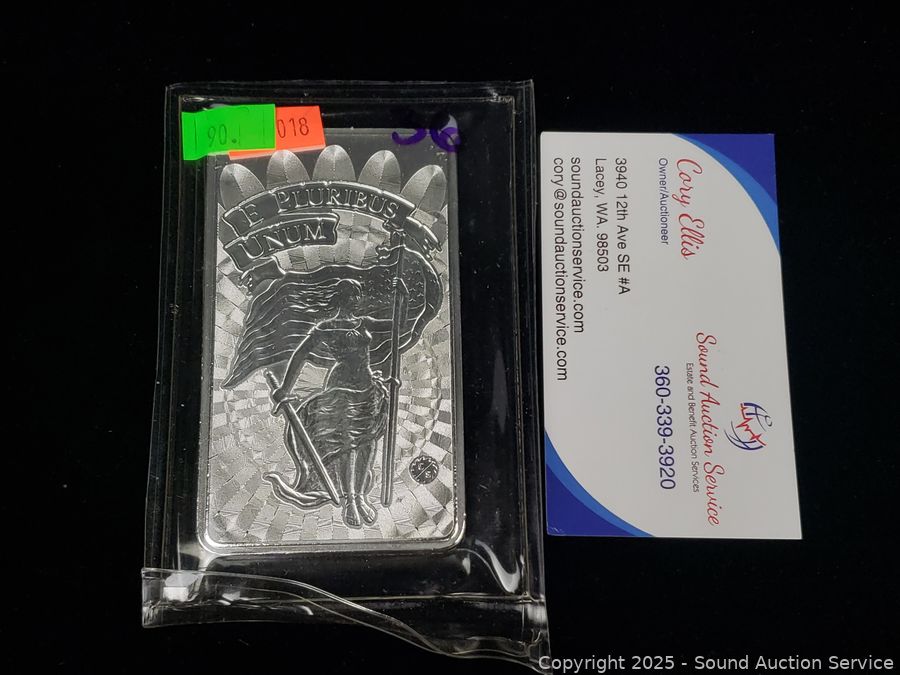 90.
018
36
E PLURIBUS
UNUM
Cory Ellis
Owner/Auctioneer
3940 12th Ave SE #A
Lacey, WA. 98503
soundauctionservice.com
cory@soundauctionservice.com
Sound Auction Service
Estate and Benefit Auction Services
360-339-3920
Copyright 2025 - Sound Auction Service